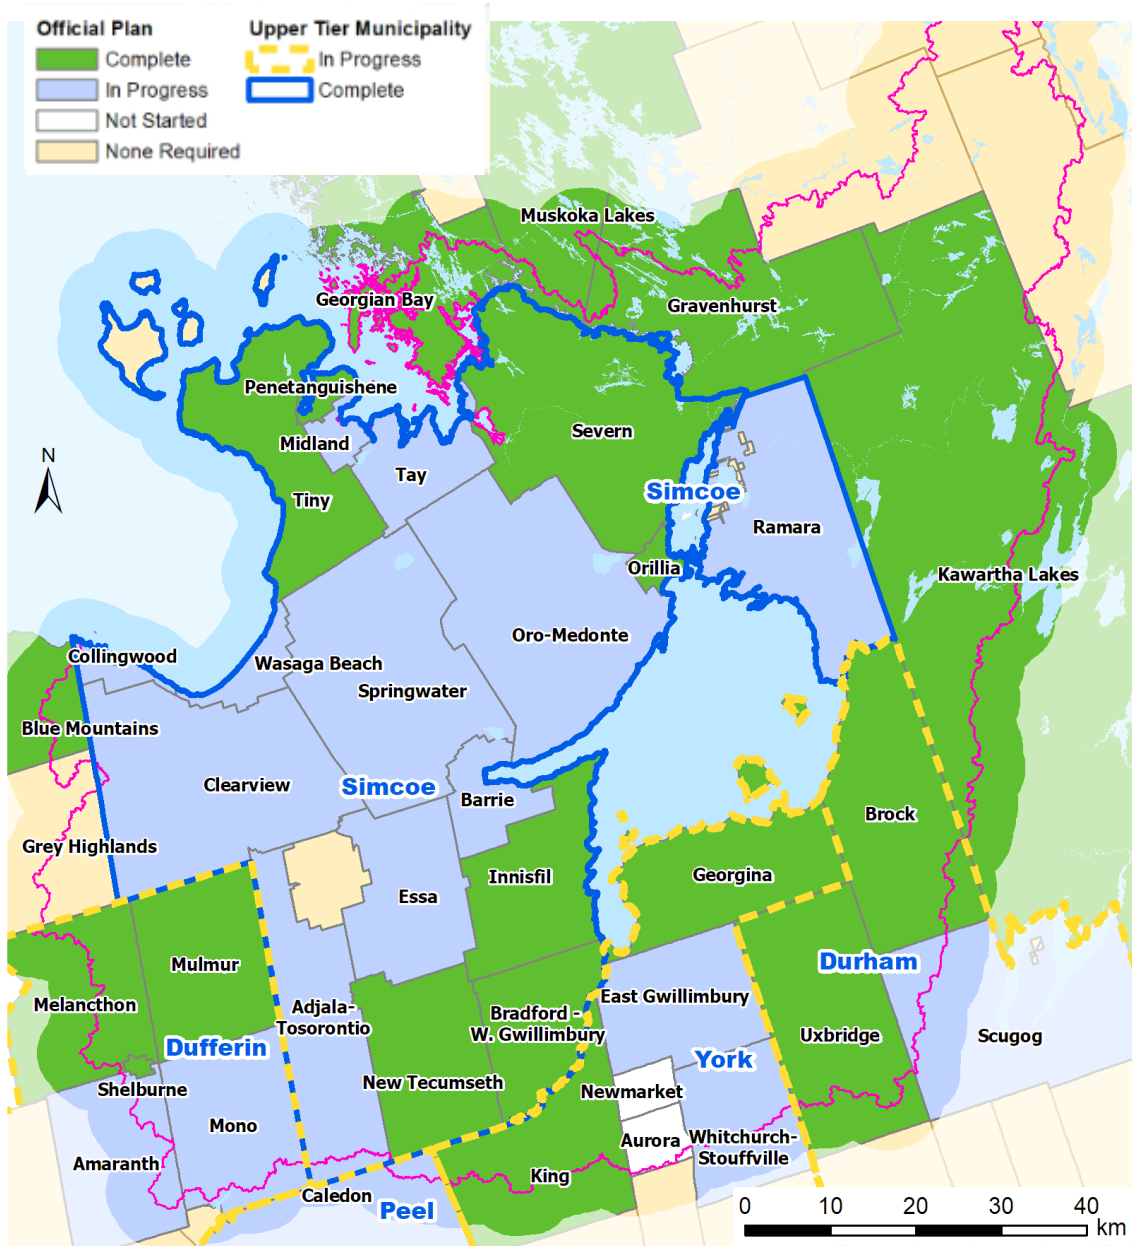 Official Plan
Complete
In Progress
Not Started
None Required
Upper Tier Municipality
In Progress
Complete
Muskoka Lakes
Georgian Bay
Gravenhurst
Penetanguishene
Midland
Severn
Tay
N
Tiny
Simcoe
Ramara
Orillia
Kawartha Lakes
Oro-Medonte
Collingwood
Wasaga Beach
Springwater
Blue Mountains
Clearview
Simcoe
Barrie
Brock
Grey Highlands
Georgina
Innisfil
Essa
Mulmur
Durham
Melancthon
Adjala-
Tosorontio
East Gwillimbury
Bradford -
W. Gwillimbury
Uxbridge
Scugog
Dufferin
York
Shelburne
New Tecumseth
Newmarket
Mono
Aurora
Whitchurch-
Stouffville
Amaranth
King
Caledon
Peel
0 10 20 30 40
km